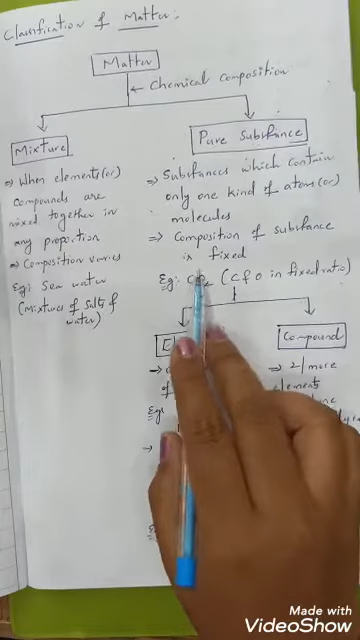 Classification of Matter:
Matter
Chemical composition
Mixture
⇒ When elements (or)
compounds are
mixed together in
any proportion
⇒ Composition varies
Eg: Sea water
(Mixtures of salts &
water)
Pure Substance
⇒ Substances which contain
only one kind of atoms (or)
molecules
⇒ Composition of substance
is fixed
Eg: (C & O in fixed ratio)
Compound
⇒ 2/more
elements
Eg:
Made with
VideoShow